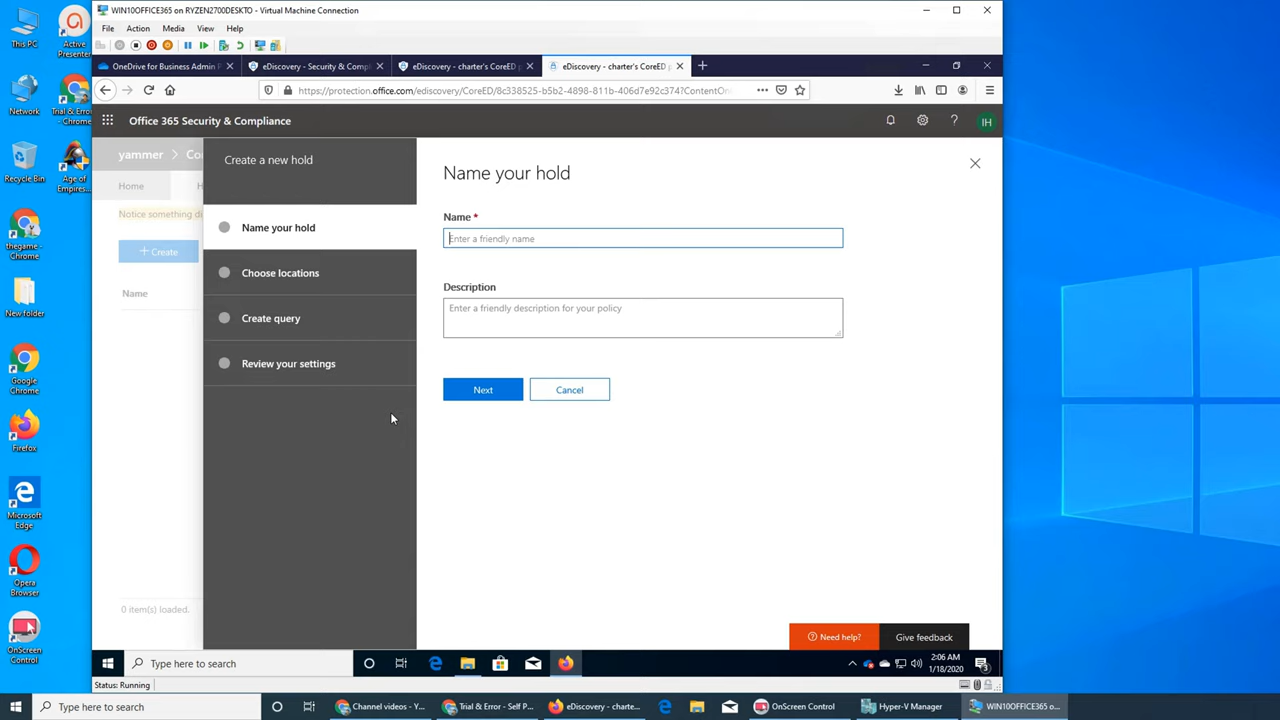 WIN10OFFICE365 on RYZEN2700DESKTO - Virtual Machine Connection
File Action Media View Help
OneDrive for Business Admin P
eDiscovery - Security & Compl
eDiscovery - charter's CoreED p
eDiscovery - charter's CoreED p
https://protection.office.com/ediscovery/CoreED/8c338525-b5b2-4898-811b-406d7e92c374?ContentOn
Office 365 Security & Compliance
IH
yammer > Co
Home
H
Notice something di
+ Create
Name
0 item(s) loaded.
Create a new hold
Name your hold
Choose locations
Create query
Review your settings
Name your hold
Name *
Enter a friendly name
Description
Enter a friendly description for your policy
Next
Cancel
Need help?
Give feedback
Type here to search
2:06 AM
1/18/2020
3
Status: Running
This PC
Active
Presenter
Network
Trial & Error
- Chrome
Recycle Bin
Age of
Empires...
thegame -
Chrome
New folder
Google
Chrome
Firefox
Microsoft
Edge
Opera
Browser
OnScreen
Control
Type here to search
Channel videos - Y...
Trial & Error - Self P...
eDiscovery - charte...
OnScreen Control
Hyper-V Manager
WIN10OFFICE365 o...